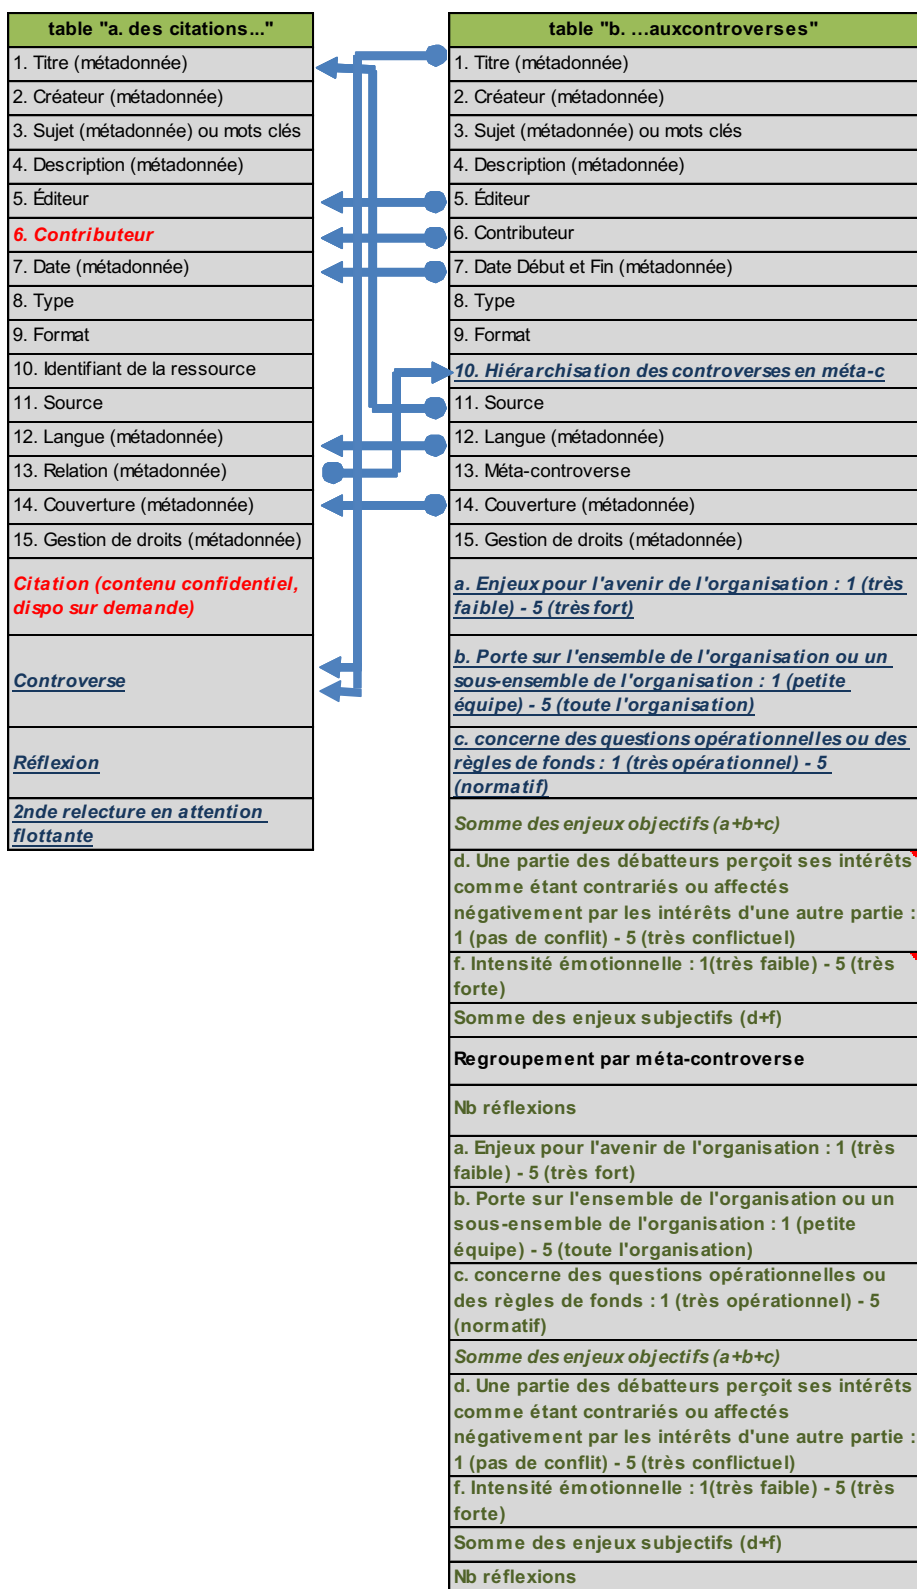 table "a. des citations..."
1. Titre (métadonnée)
2. Créateur (métadonnée)
3. Sujet (métadonnée) ou mots clés
4. Description (métadonnée)
5. Éditeur
6. Contributeur
7. Date (métadonnée)
8. Type
9. Format
10. Identifiant de la ressource
11. Source
12. Langue (métadonnée)
13. Relation (métadonnée)
14. Couverture (métadonnée)
15. Gestion de droits (métadonnée)
Citation (contenu confidentiel,
dispo sur demande)
Controverse
Réflexion
2nde relecture en attention
flottante
table "b. ...auxcontroverses"
1. Titre (métadonnée)
2. Créateur (métadonnée)
3. Sujet (métadonnée) ou mots clés
4. Description (métadonnée)
5. Éditeur
6. Contributeur
7. Date Début et Fin (métadonnée)
8. Type
9. Format
10. Hiérarchisation des controverses en méta-c
11. Source
12. Langue (métadonnée)
13. Méta-controverse
14. Couverture (métadonnée)
15. Gestion de droits (métadonnée)
a. Enjeux pour l'avenir de l'organisation : 1 (très
faible) - 5 (très fort)
b. Porte sur l'ensemble de l'organisation ou un
sous-ensemble de l'organisation : 1 (petite
équipe) - 5 (toute l'organisation)
c. concerne des questions opérationnelles ou des
règles de fonds : 1 (très opérationnel) - 5
(normatif)
Somme des enjeux objectifs (a+b+c)
d. Une partie des débatteurs perçoit ses intérêts
comme étant contrariés ou affectés
négativement par les intérêts d'une autre partie :
1 (pas de conflit) - 5 (très conflictuel)
f. Intensité émotionnelle : 1(très faible) - 5 (très
forte)
Somme des enjeux subjectifs (d+f)
Regroupement par méta-controverse
Nb réflexions
a. Enjeux pour l'avenir de l'organisation : 1 (très
faible) - 5 (très fort)
b. Porte sur l'ensemble de l'organisation ou un
sous-ensemble de l'organisation : 1 (petite
équipe) - 5 (toute l'organisation)
c. concerne des questions opérationnelles ou
des règles de fonds : 1 (très opérationnel) - 5
(normatif)
Somme des enjeux objectifs (a+b+c)
d. Une partie des débatteurs perçoit ses intérêts
comme étant contrariés ou affectés
négativement par les intérêts d'une autre partie :
1 (pas de conflit) - 5 (très conflictuel)
f. Intensité émotionnelle : 1(très faible) - 5 (très
forte)
Somme des enjeux subjectifs (d+f)
Nb réflexions